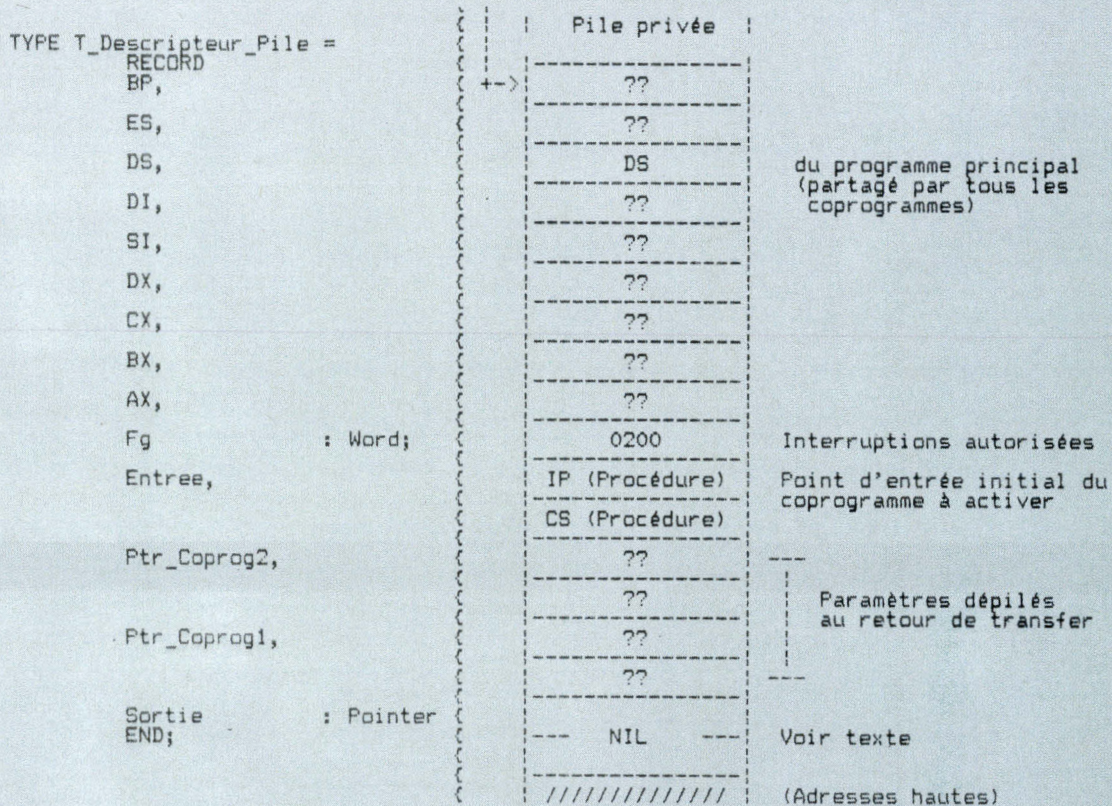 Pile privée
TYPE T_Descripteur_Pile =
RECORD
BP, +--> ??
ES, ??
DS, DS du programme principal
(partagé par tous les
DI, ?? coprogrammes)
SI, ??
DX, ??
CX, ??
BX, ??
AX, ??
Fg : Word; 0200 Interruptions autorisées
Entree, IP (Procédure) Point d'entrée initial du
coprogramme à activer
CS (Procédure)
Ptr_Coprog2, ??
?? Paramètres dépilés
au retour de transfer
Ptr_Coprog1, ??
??
Sortie : Pointer
END; --- NIL --- Voir texte
////////////// (Adresses hautes)